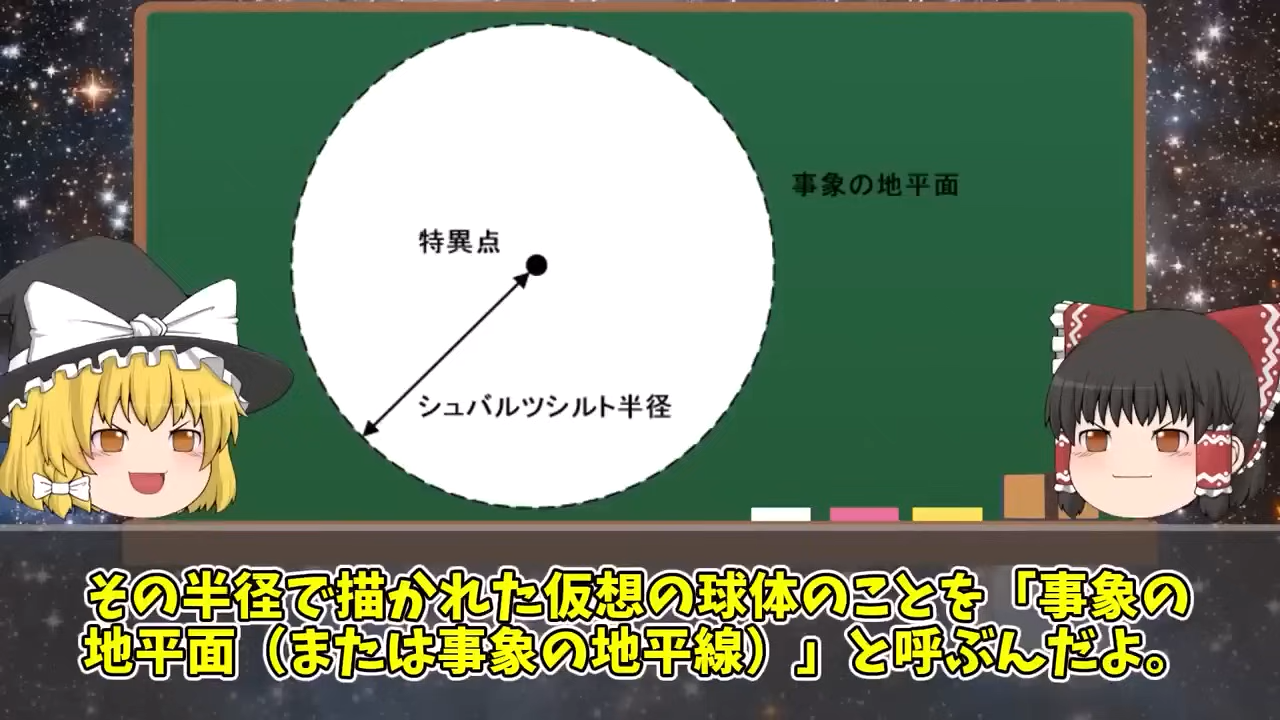 事象の地平面
特異点
シュバルツシルト半径
その半径で描かれた仮想の球体のことを「事象の
地平面（または事象の地平線）」と呼ぶんだよ。